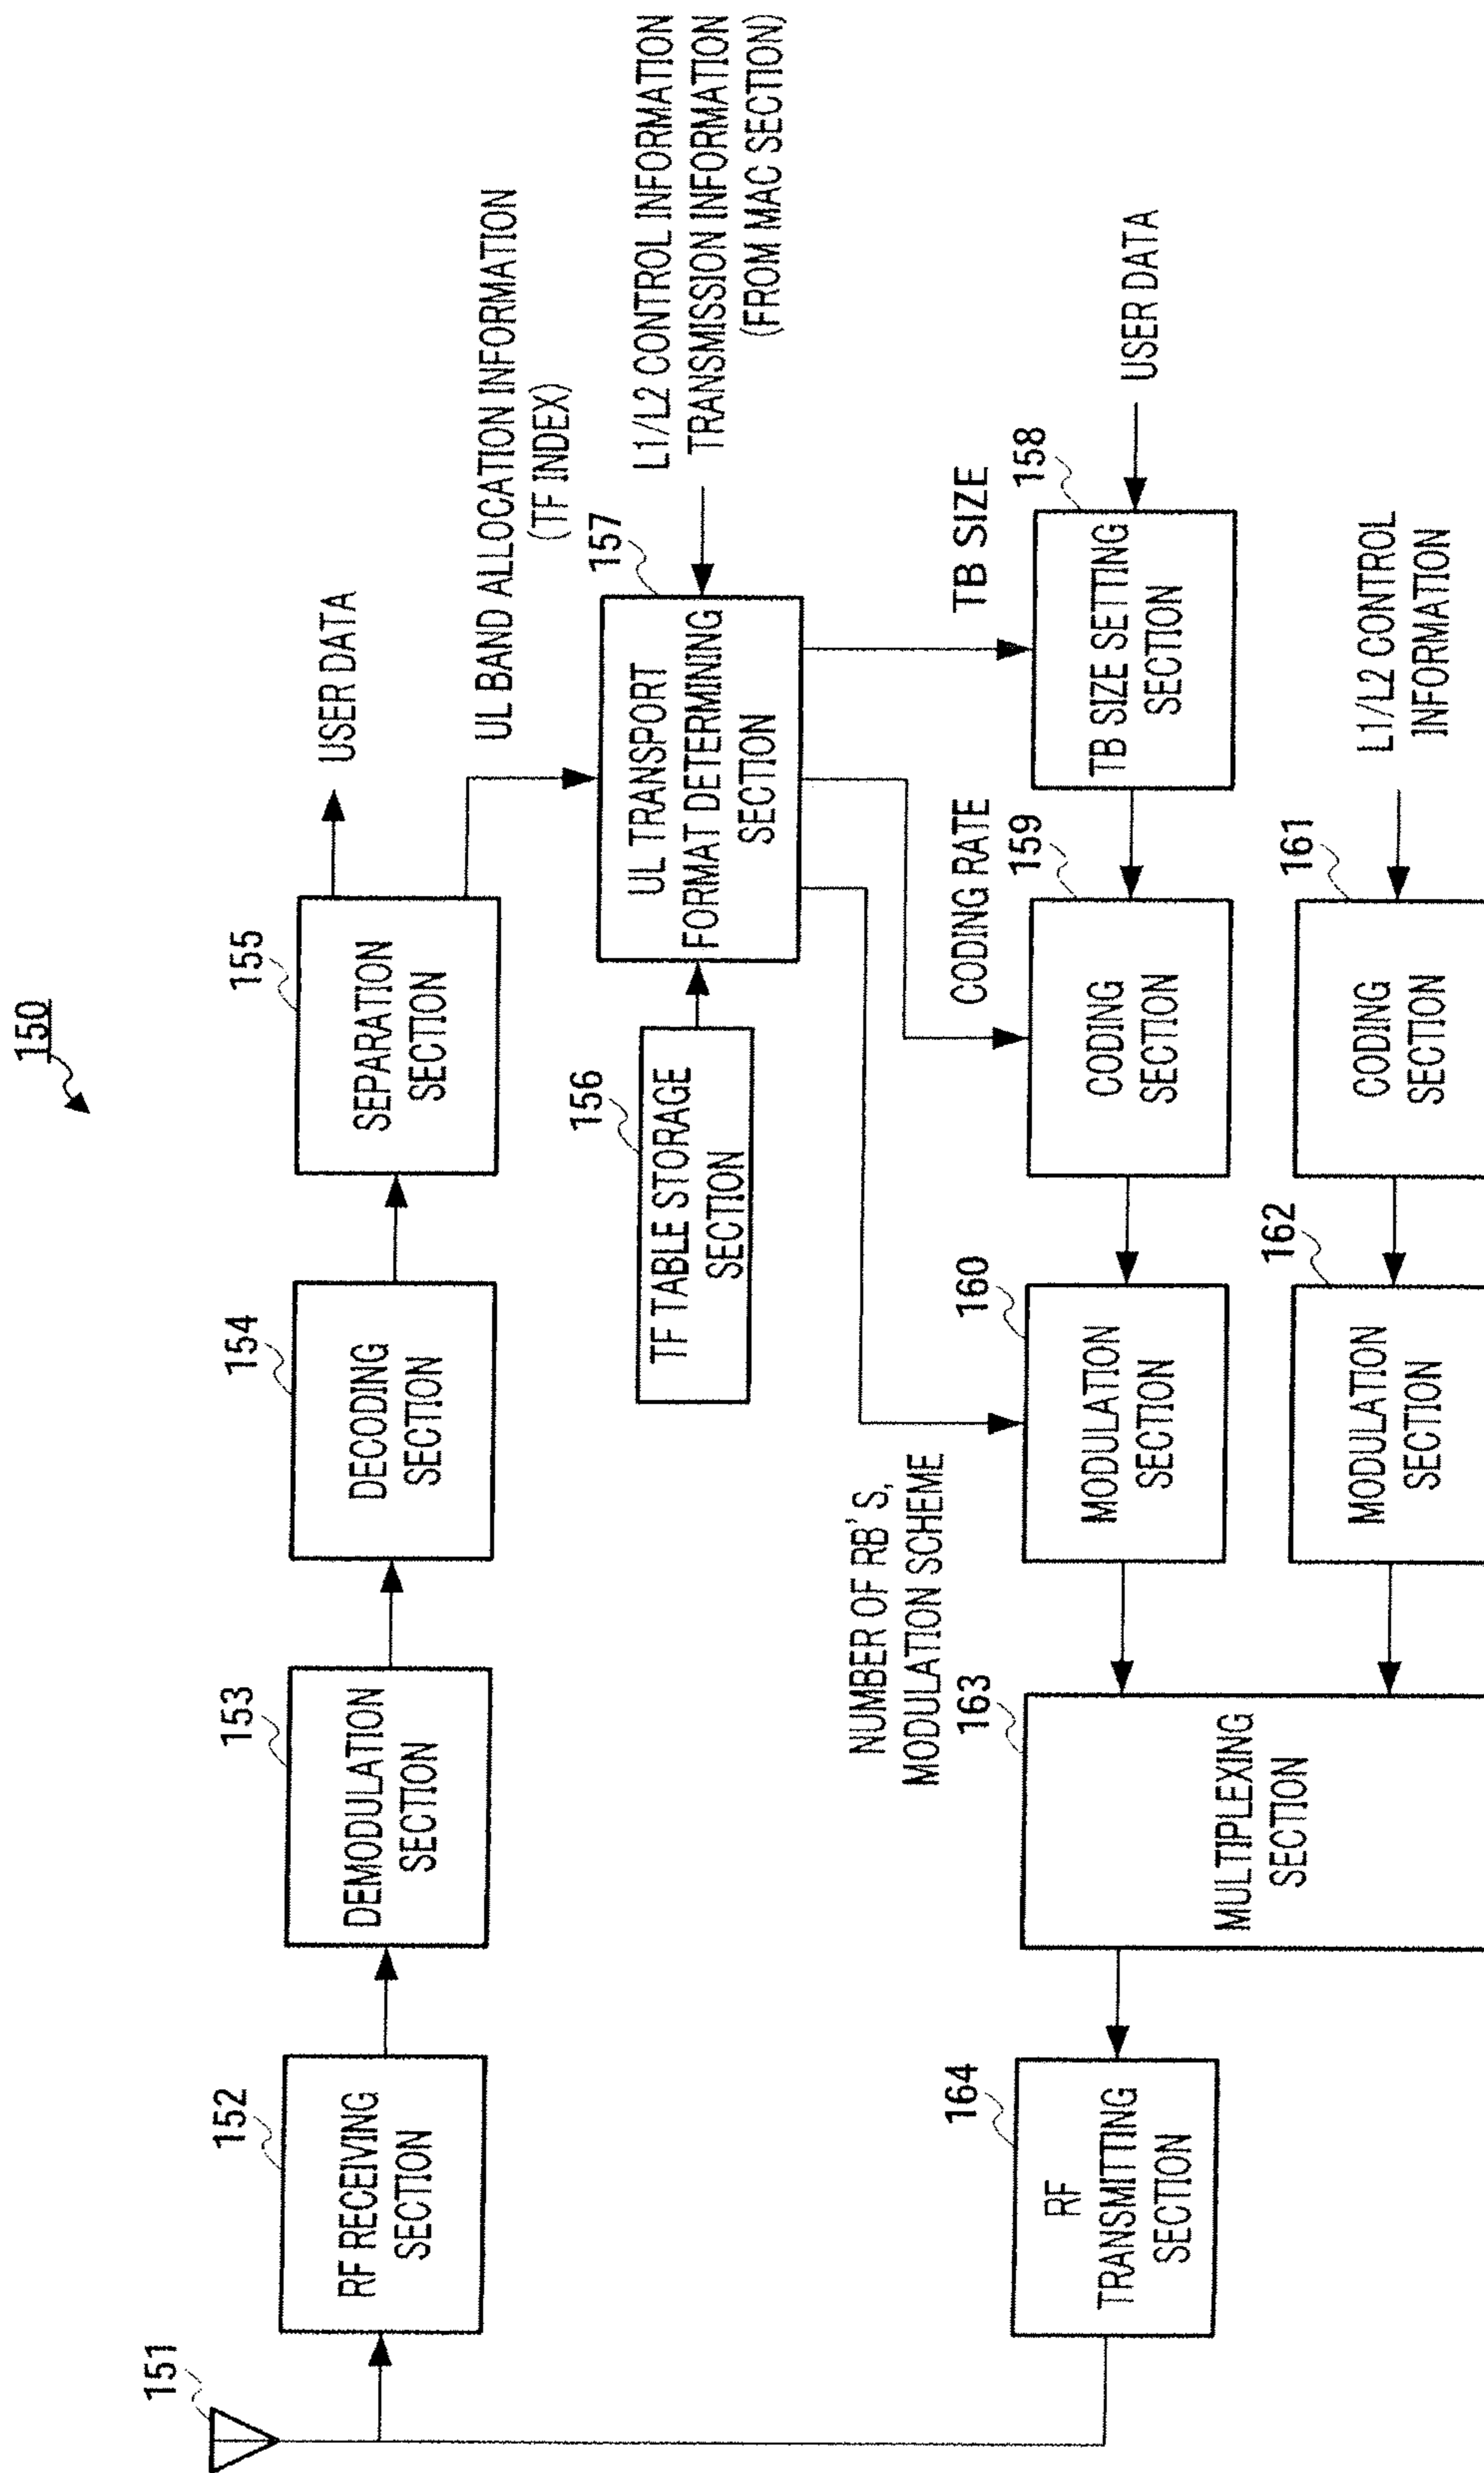 150
151
152
RF RECEIVING
SECTION
153
DEMODULATION
SECTION
154
DECODING
SECTION
155
SEPARATION
SECTION
USER DATA
UL BAND ALLOCATION INFORMATION
(TF INDEX)
156
TF TABLE STORAGE
SECTION
157
UL TRANSPORT
FORMAT DETERMINING
SECTION
L1/L2 CONTROL INFORMATION
TRANSMISSION INFORMATION
(FROM MAC SECTION)
NUMBER OF RB' S,
MODULATION SCHEME
CODING RATE
TB SIZE
164
RF
TRANSMITTING
SECTION
163
MULTIPLEXING
SECTION
160
MODULATION
SECTION
159
CODING
SECTION
158
TB SIZE SETTING
SECTION
USER DATA
162
MODULATION
SECTION
161
CODING
SECTION
L1/L2 CONTROL
INFORMATION